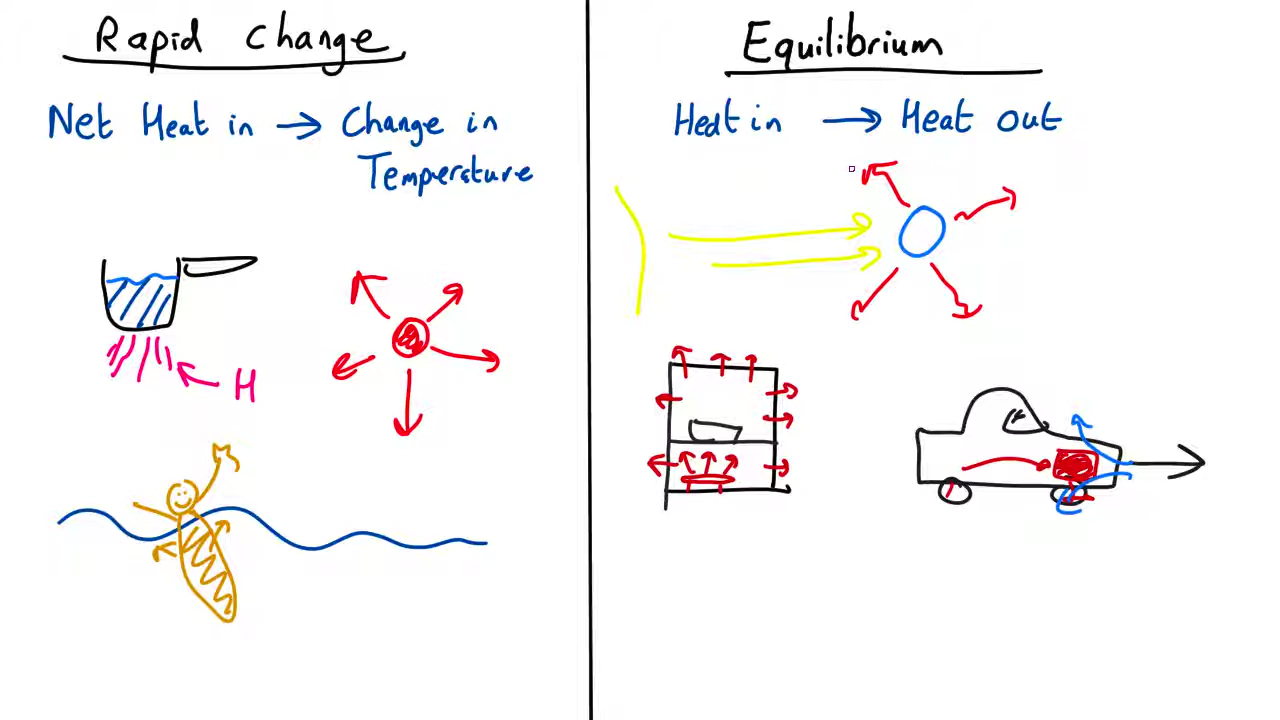 Rapid Change
Net Heat in → Change in
Temperature
H
Equilibrium
Heat in → Heat out